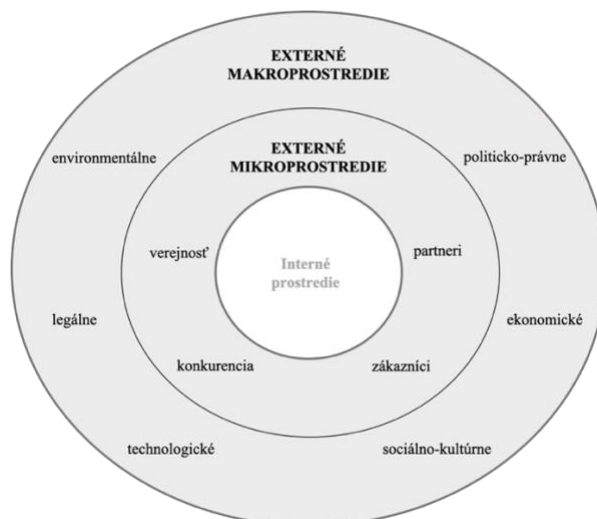 EXTERNÉ
MAKROPROSTREDIE
environmentálne
politicko-právne
EXTERNÉ
MIKROPROSTREDIE
verejnosť
partneri
Interné
prostredie
legálne
ekonomické
konkurencia
zákazníci
technologické
sociálno-kultúrne